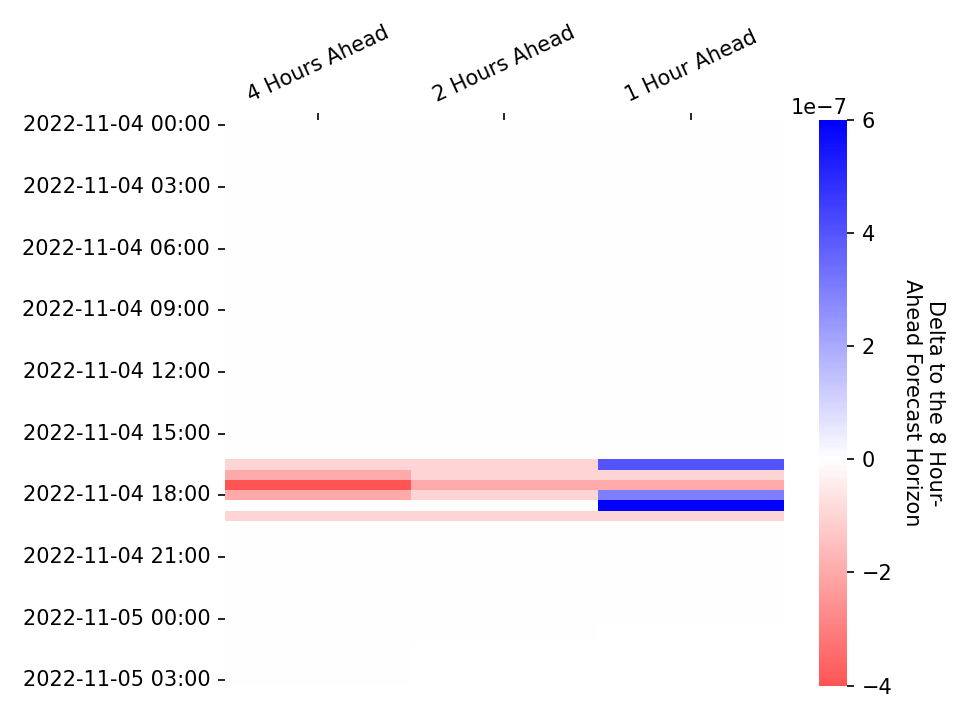 4 Hours Ahead
2 Hours Ahead
1 Hour Ahead
2022-11-04 00:00
2022-11-04 03:00
2022-11-04 06:00
2022-11-04 09:00
2022-11-04 12:00
2022-11-04 15:00
2022-11-04 18:00
2022-11-04 21:00
2022-11-05 00:00
2022-11-05 03:00
1e−7
6
4
2
0
−2
−4
Delta to the 8 Hour-
Ahead Forecast Horizon